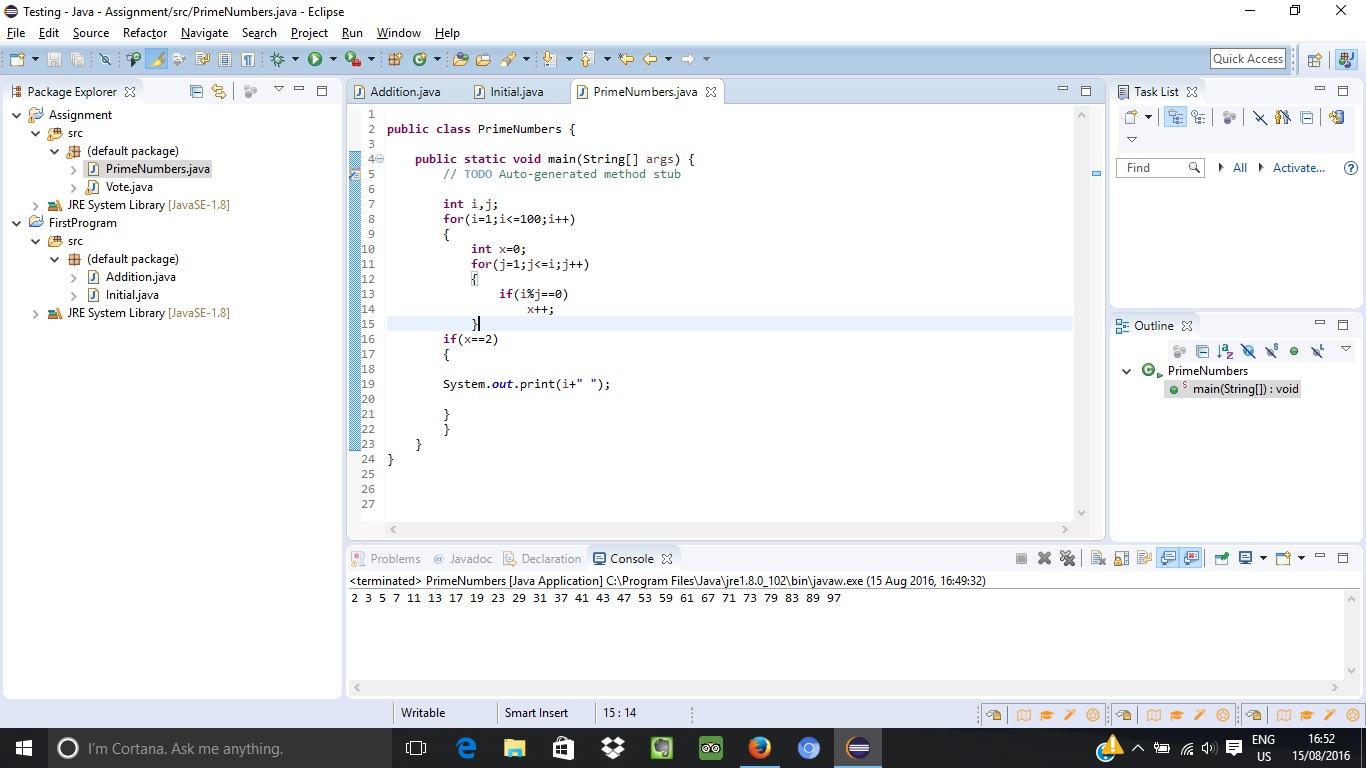 Testing - Java - Assignment/src/PrimeNumbers.java - Eclipse
File Edit Source Refactor Navigate Search Project Run Window Help
Quick Access
Package Explorer
Assignment
src
(default package)
PrimeNumbers.java
Vote.java
JRE System Library [JavaSE-1.8]
FirstProgram
src
(default package)
Addition.java
Initial.java
JRE System Library [JavaSE-1.8]
Addition.java Initial.java PrimeNumbers.java
1
2 public class PrimeNumbers {
3
4 public static void main(String[] args) {
5 // TODO Auto-generated method stub
6
7 int i,j;
8 for(i=1;i<=100;i++)
9 {
10 int x=0;
11 for(j=1;j<=i;j++)
12 {
13 if(i%j==0)
14 x++;
15 }
16 if(x==2)
17 {
18
19 System.out.print(i+" ");
20
21 }
22 }
23 }
24 }
25
26
27
Task List
Find All Activate...
Outline
PrimeNumbers
main(String[]) : void
Problems Javadoc Declaration Console
<terminated> PrimeNumbers [Java Application] C:\Program Files\Java\jre1.8.0_102\bin\javaw.exe (15 Aug 2016, 16:49:32)
2 3 5 7 11 13 17 19 23 29 31 37 41 43 47 53 59 61 67 71 73 79 83 89 97
Writable Smart Insert 15 : 14
I'm Cortana. Ask me anything.
ENG
US
16:52
15/08/2016